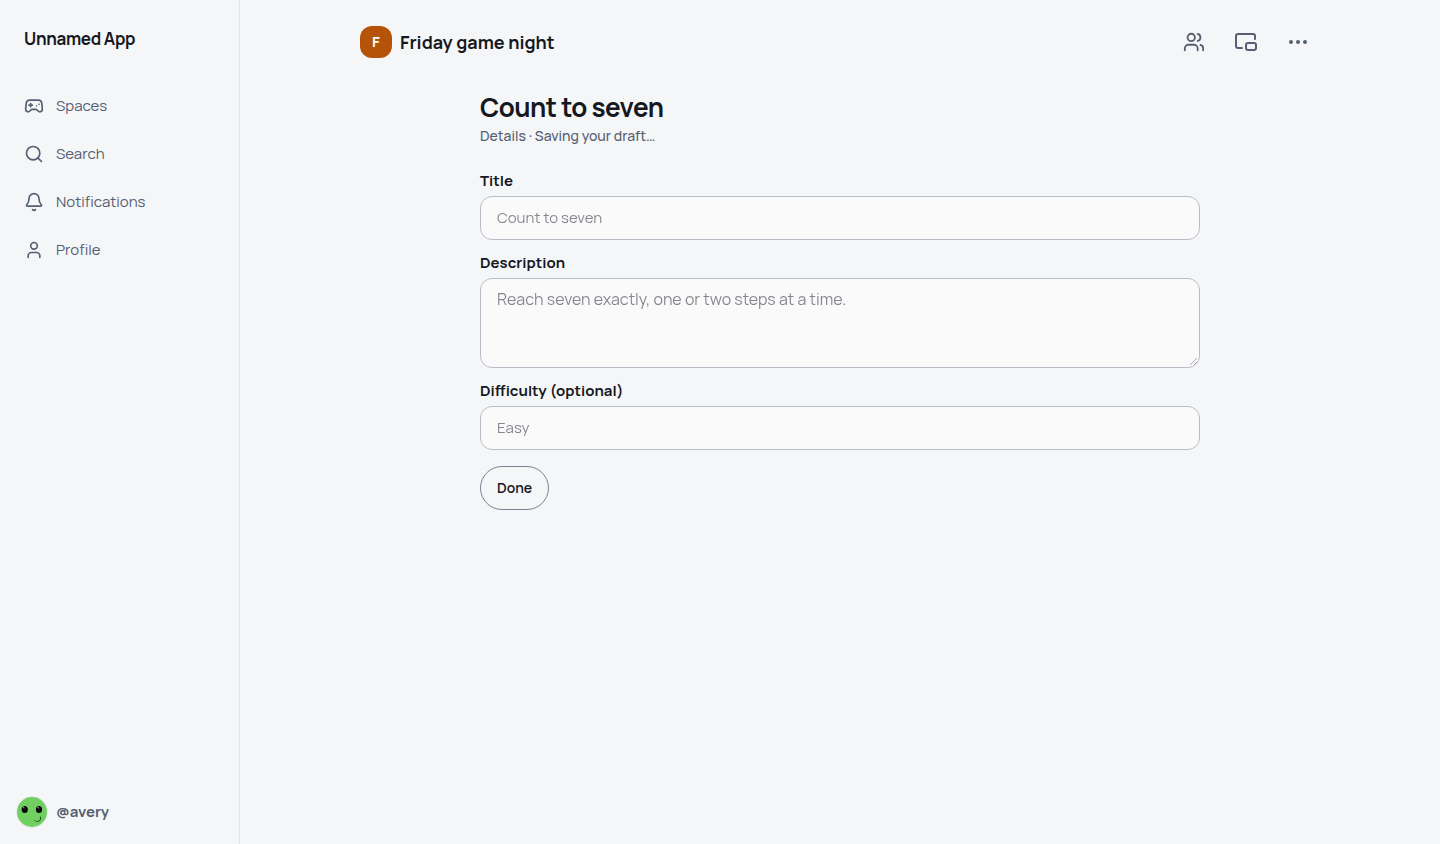 Unnamed App
Spaces
Search
Notifications
Profile
@avery
F
Friday game night
Count to seven
Details · Saving your draft...
Title
Count to seven
Description
Reach seven exactly, one or two steps at a time.
Difficulty (optional)
Easy
Done